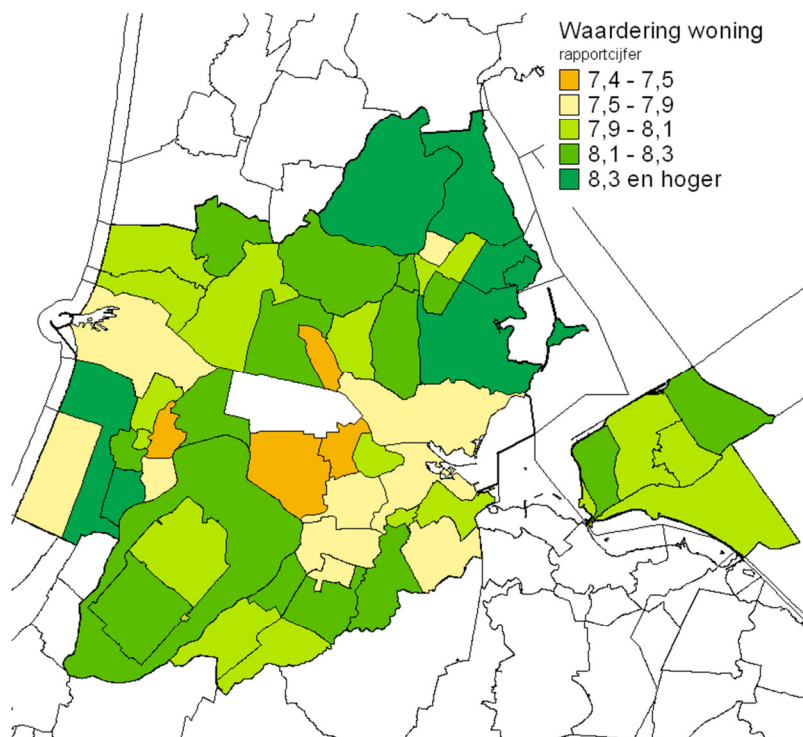 Waardering woning
rapportcijfer
7,4 - 7,5
7,5 - 7,9
7,9 - 8,1
8,1 - 8,3
8,3 en hoger